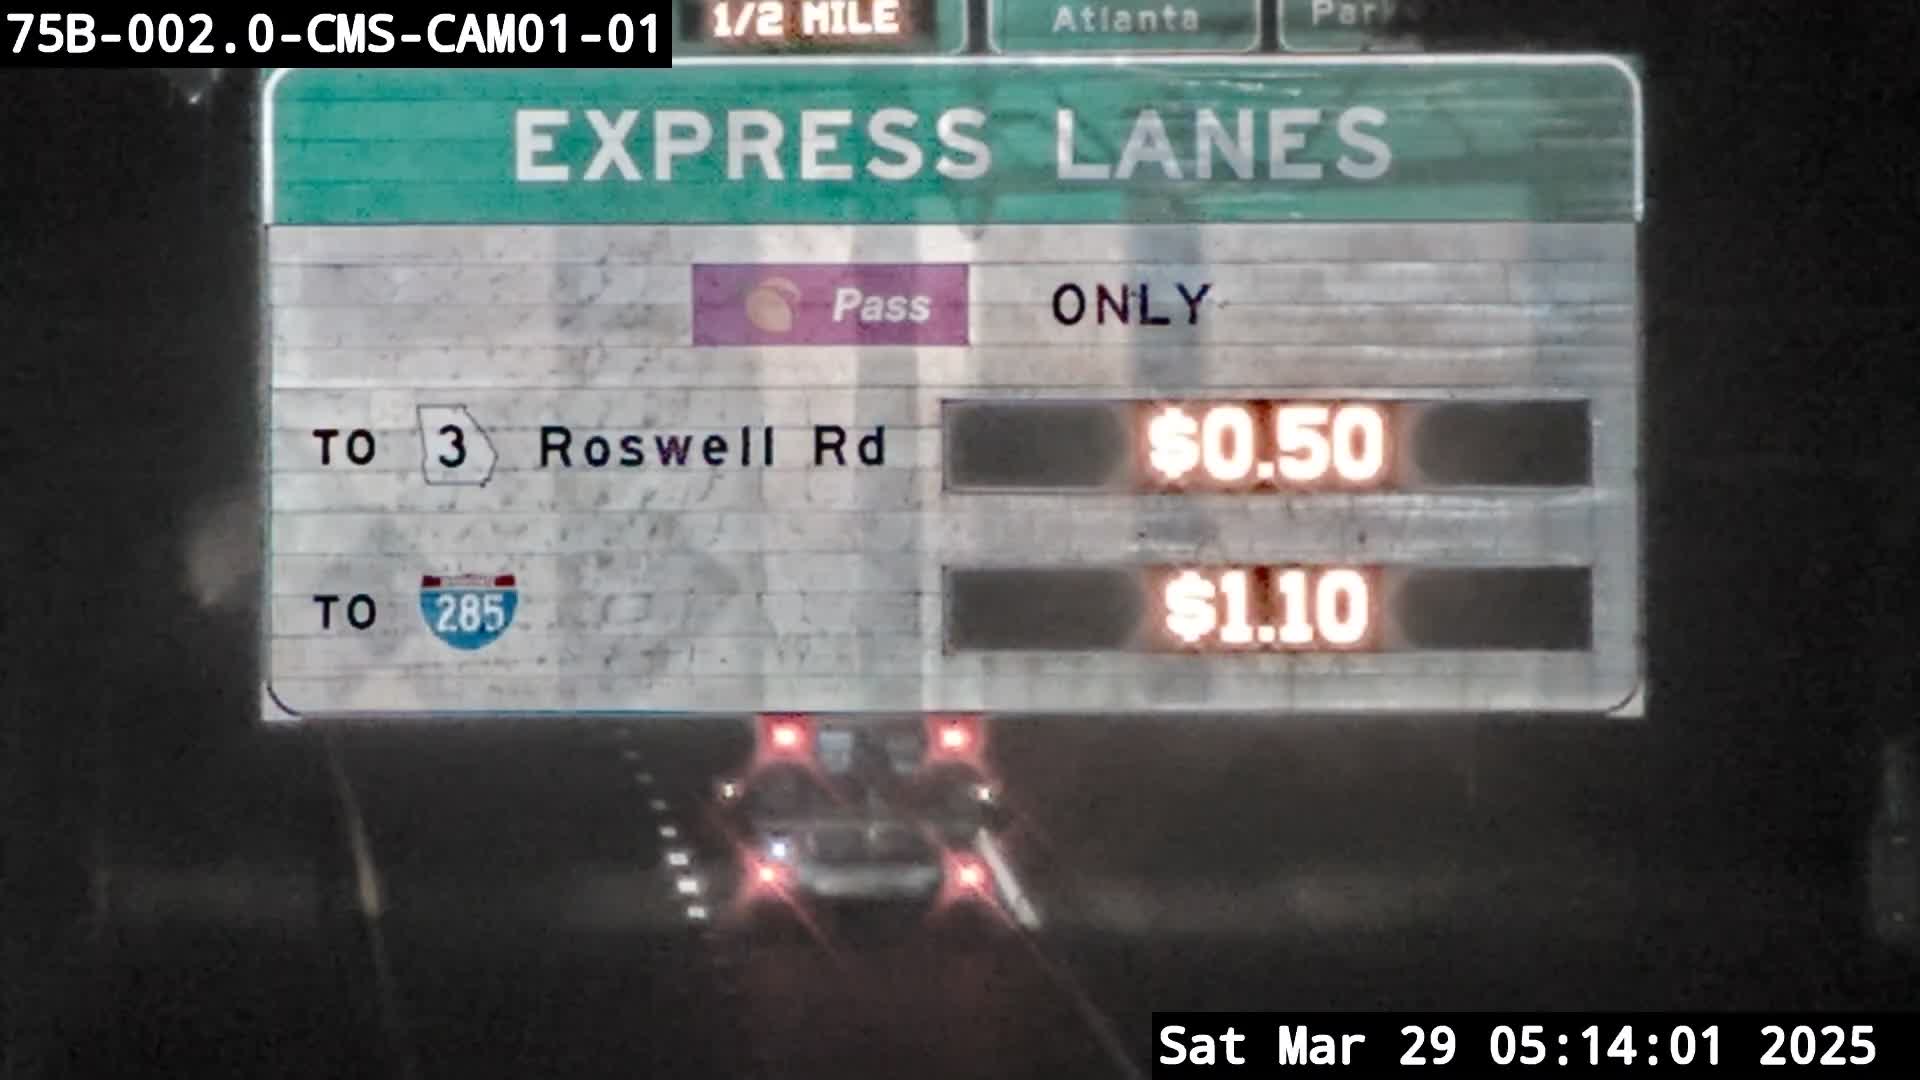 75B-002.0-CMS-CAM01-01
1/2 MILE
Atlanta
EXPRESS LANES
Pass ONLY
TO 3 Roswell Rd $0.50
TO 285 $1.10
Sat Mar 29 05:14:01 2025